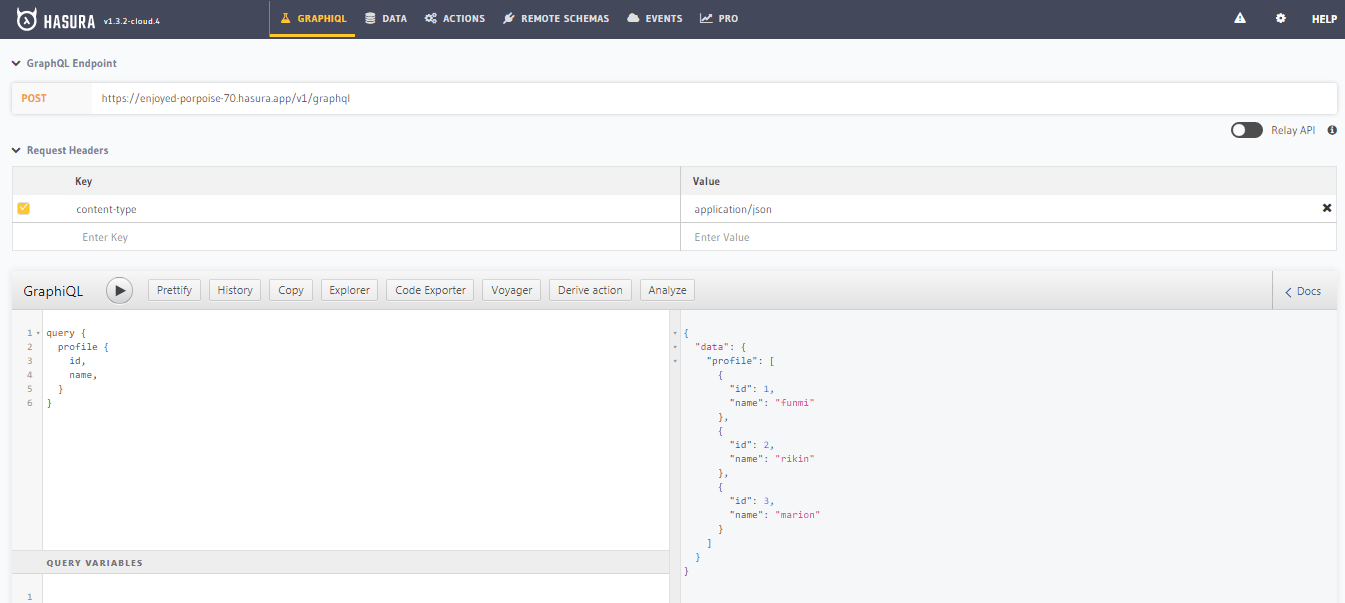 HASURA v1.3.2-cloud.4 GRAPHIQL DATA ACTIONS REMOTE SCHEMAS EVENTS PRO HELP
GraphQL Endpoint
POST https://enjoyed-porpoise-70.hasura.app/v1/graphql
Relay API
Request Headers
Key Value
content-type application/json
Enter Key Enter Value
GraphiQL Prettify History Copy Explorer Code Exporter Voyager Derive action Analyze Docs
1 query {
2 profile {
3 id,
4 name,
5 }
6 }
QUERY VARIABLES
1
{
"data": {
"profile": [
{
"id": 1,
"name": "funmi"
},
{
"id": 2,
"name": "rikin"
},
{
"id": 3,
"name": "marion"
}
]
}
}